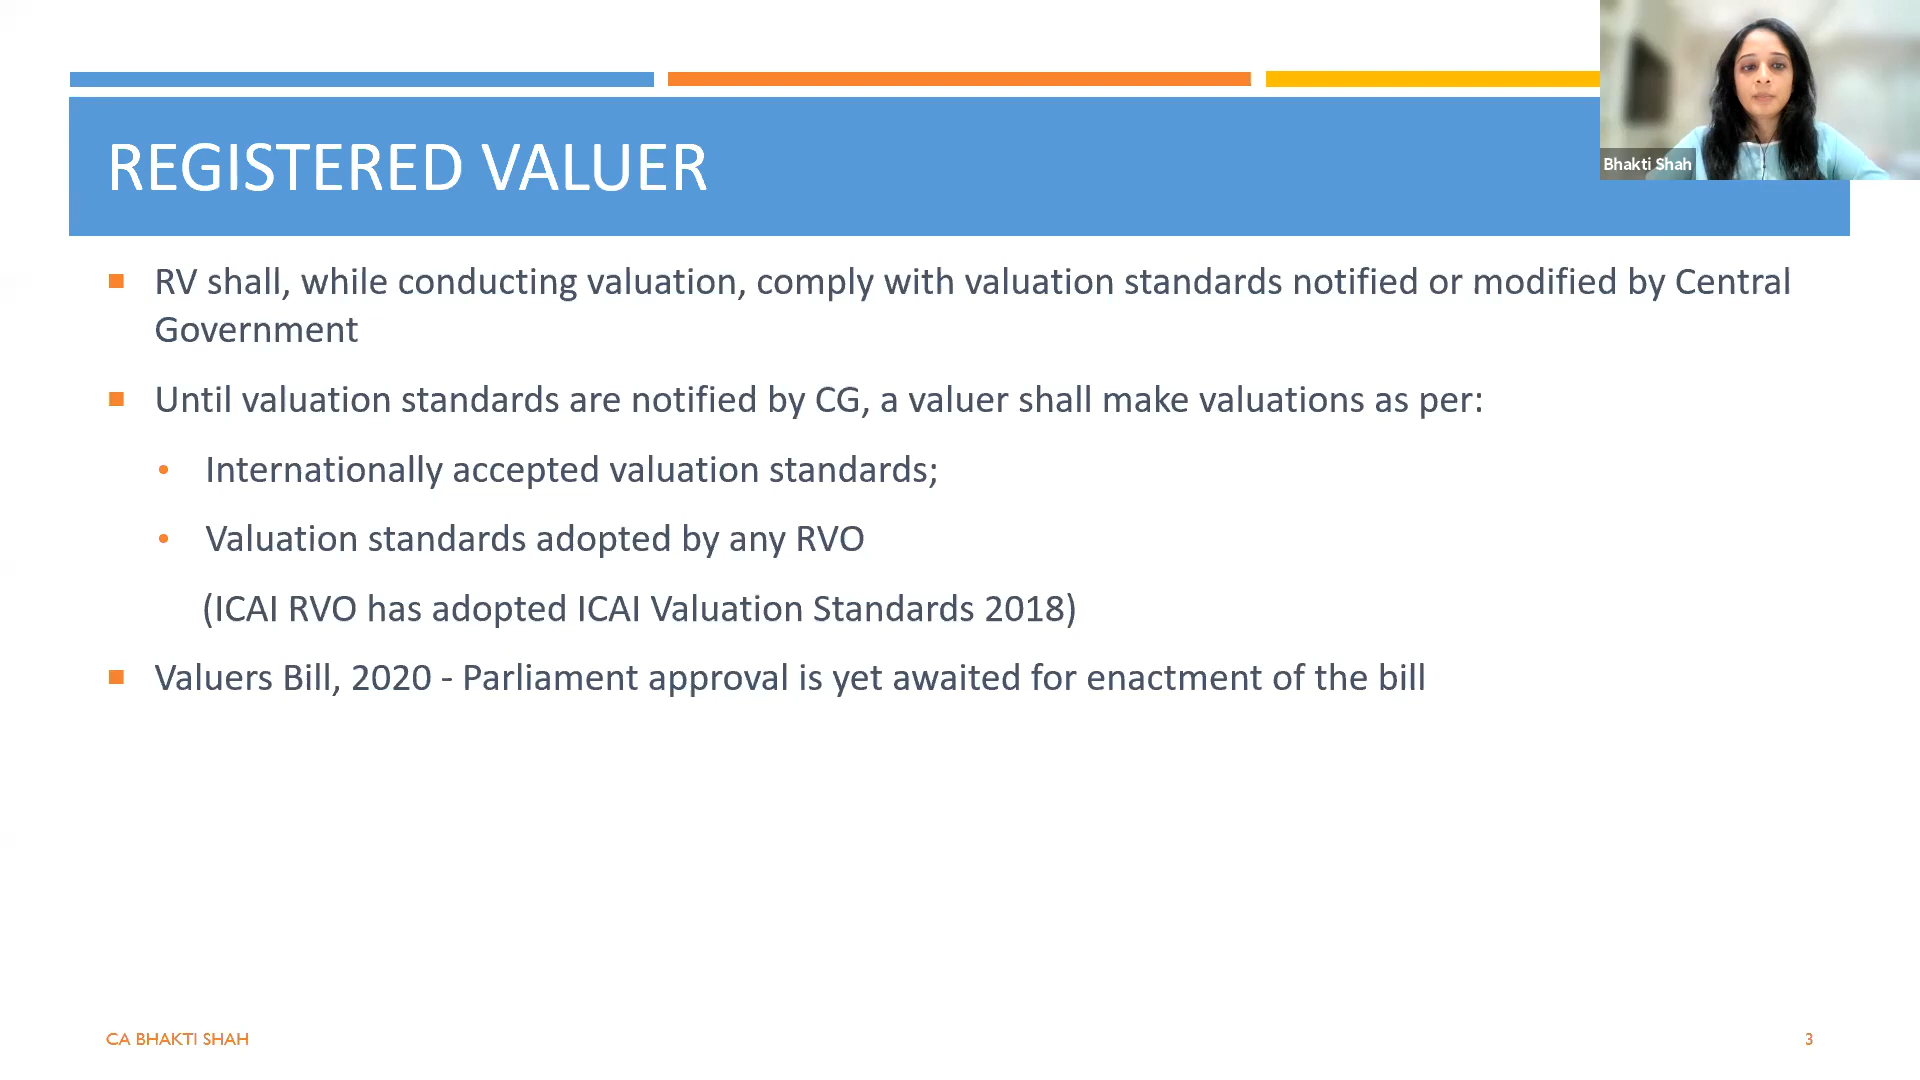 Bhakti Shah
REGISTERED VALUER
RV shall, while conducting valuation, comply with valuation standards notified or modified by Central
Government
Until valuation standards are notified by CG, a valuer shall make valuations as per:
Internationally accepted valuation standards;
Valuation standards adopted by any RVO
(ICAI RVO has adopted ICAI Valuation Standards 2018)
Valuers Bill, 2020 - Parliament approval is yet awaited for enactment of the bill
CA BHAKTI SHAH
3